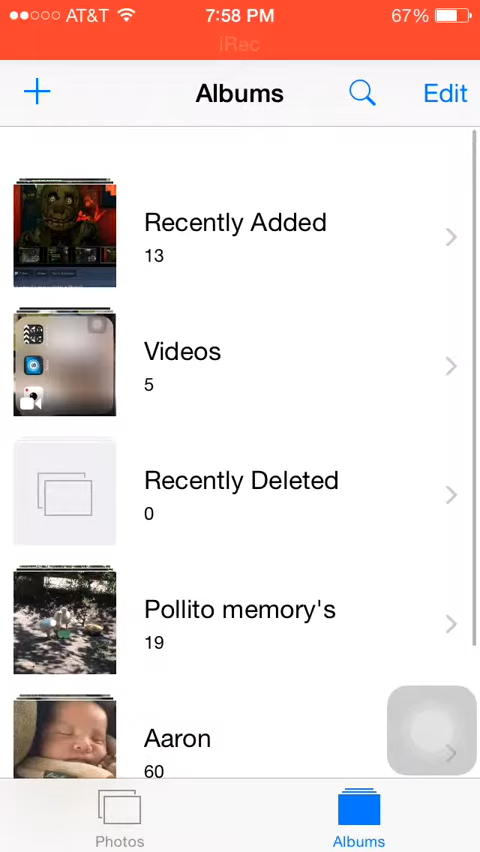 AT&T 7:58 PM 67%
iRec
Albums Edit
Recently Added
13
Videos
5
Recently Deleted
0
Pollito memory's
19
Aaron
60
Photos Albums